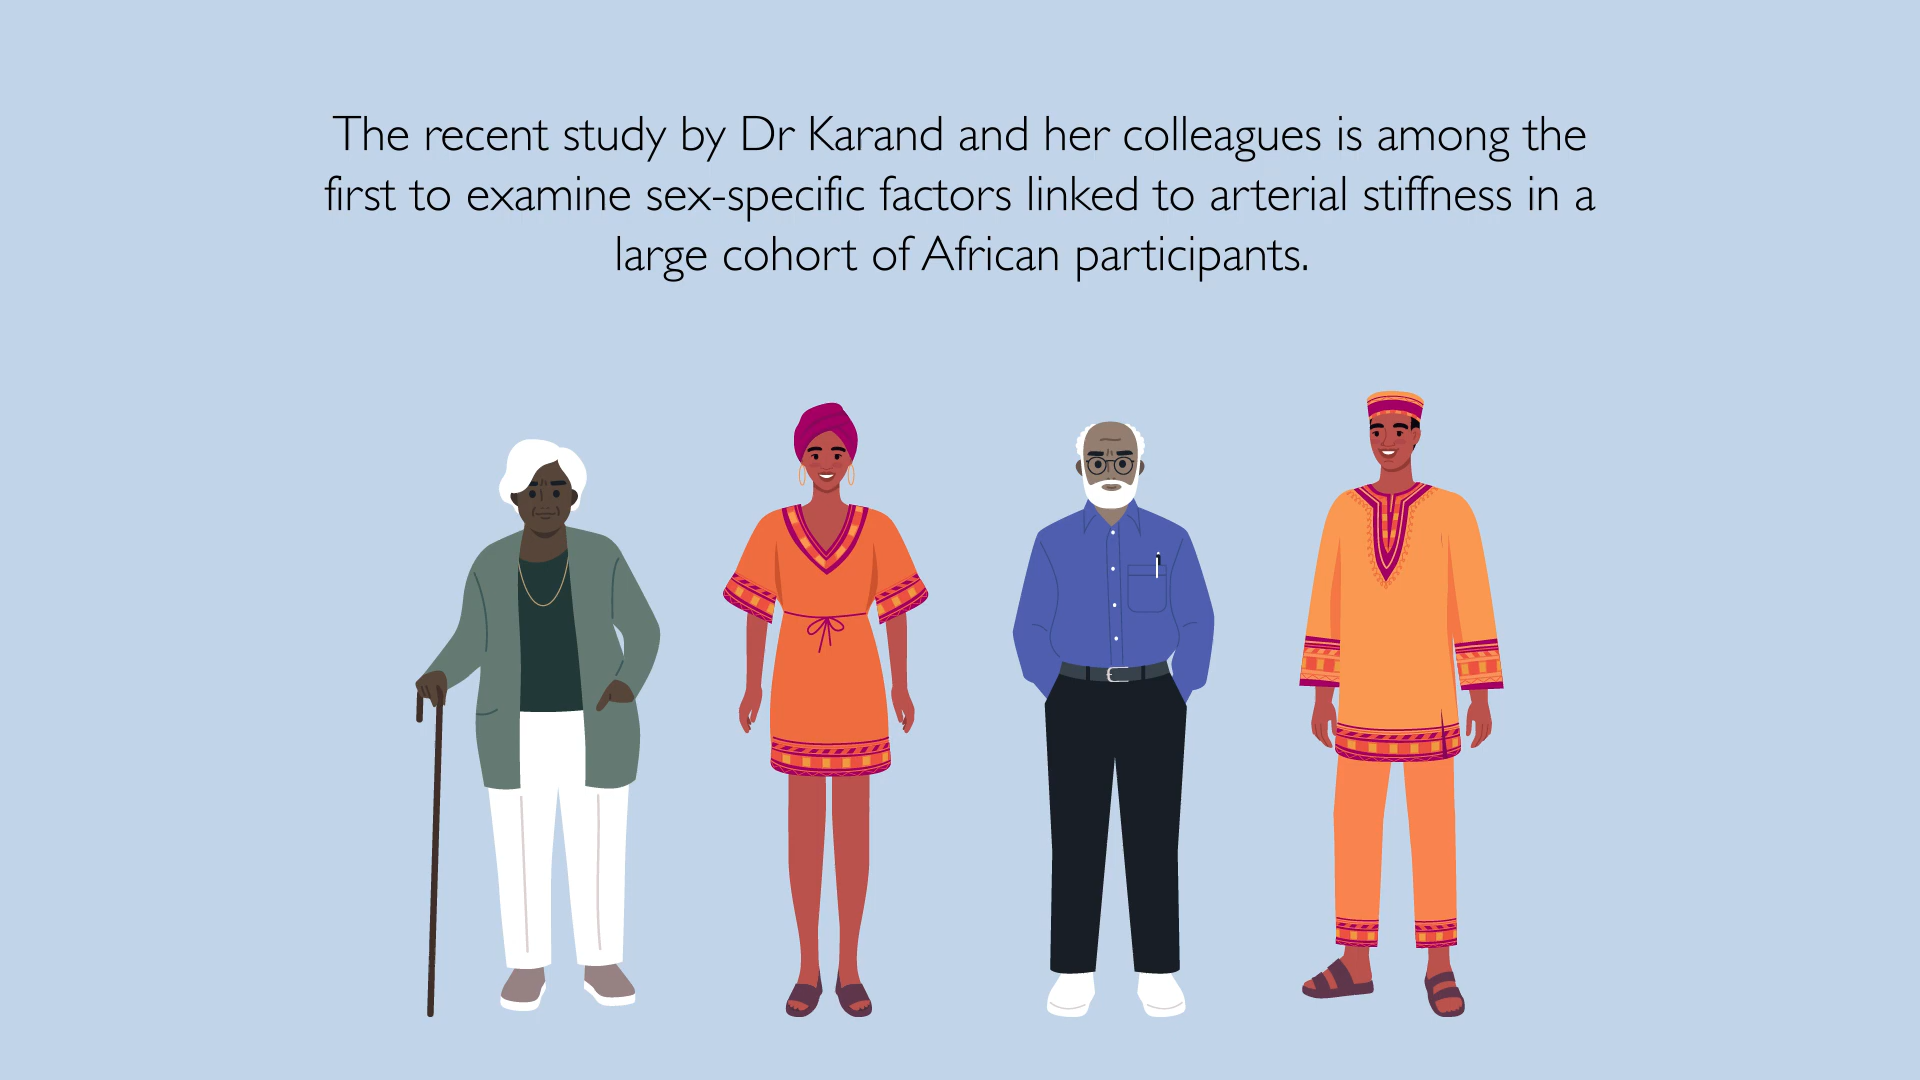 The recent study by Dr Karand and her colleagues is among the
first to examine sex-specific factors linked to arterial stiffness in a
large cohort of African participants.